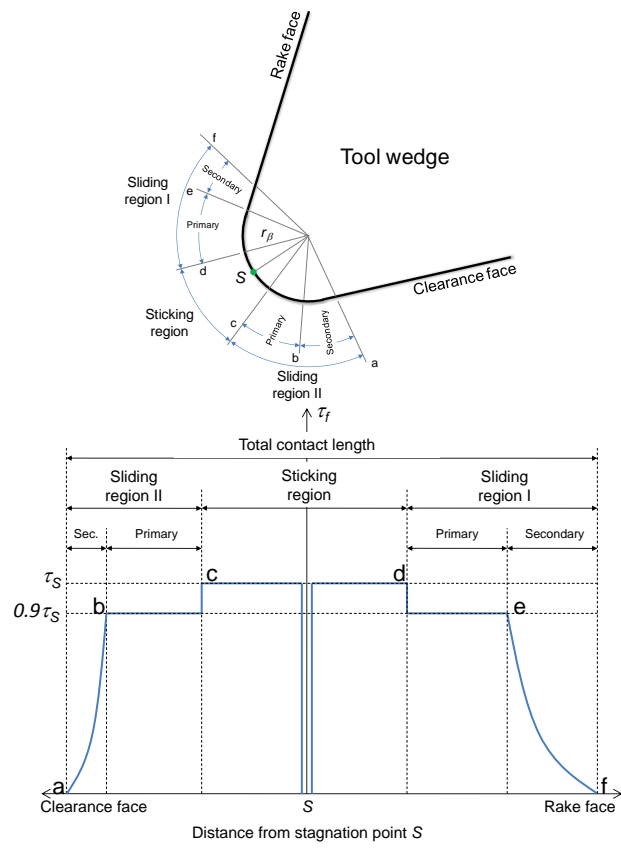 Rake face
Tool wedge
f
Secondary
Sliding
region I
e
Primary
r_β
d
S
Clearance face
Sticking
region
c
Primary
Secondary
b
a
Sliding
region II
τ_f
Total contact length
Sliding
region II
Sticking
region
Sliding
region I
Sec.
Primary
Primary
Secondary
τ_S
c
d
0.9τ_S
b
e
a
f
Clearance face
S
Rake face
Distance from stagnation point S